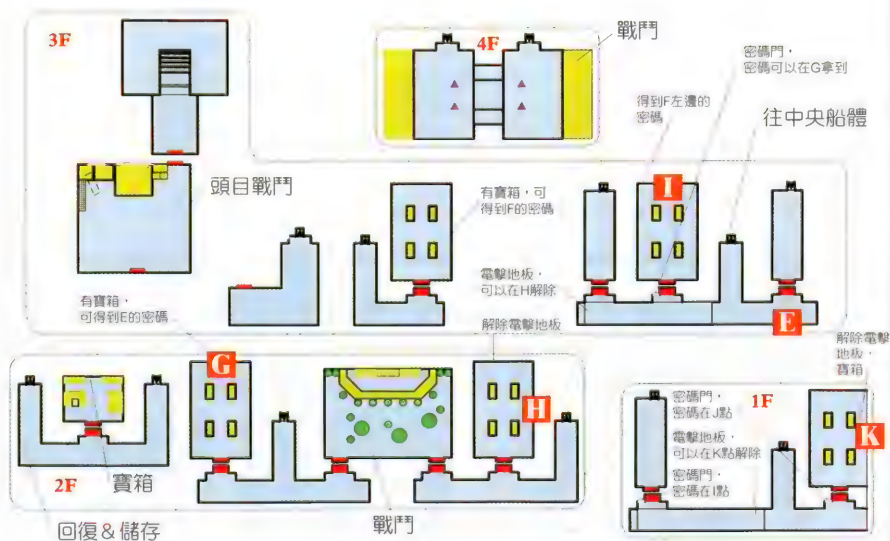 3F
4F
戰鬥
密碼門，
密碼可以在G拿到
得到F左邊的
密碼
往中央船體
頭目戰鬥
有寶箱，可
得到F的密碼
I
電擊地板，
可以在H解除
有寶箱，
可得到E的密碼
解除電擊地板
E
解除電擊
地板，
寶箱
G
H
2F
寶箱
回復&儲存
戰鬥
密碼門，
密碼在J點
1F
電擊地板，
可以在K點解除
密碼門，
密碼在I點
K